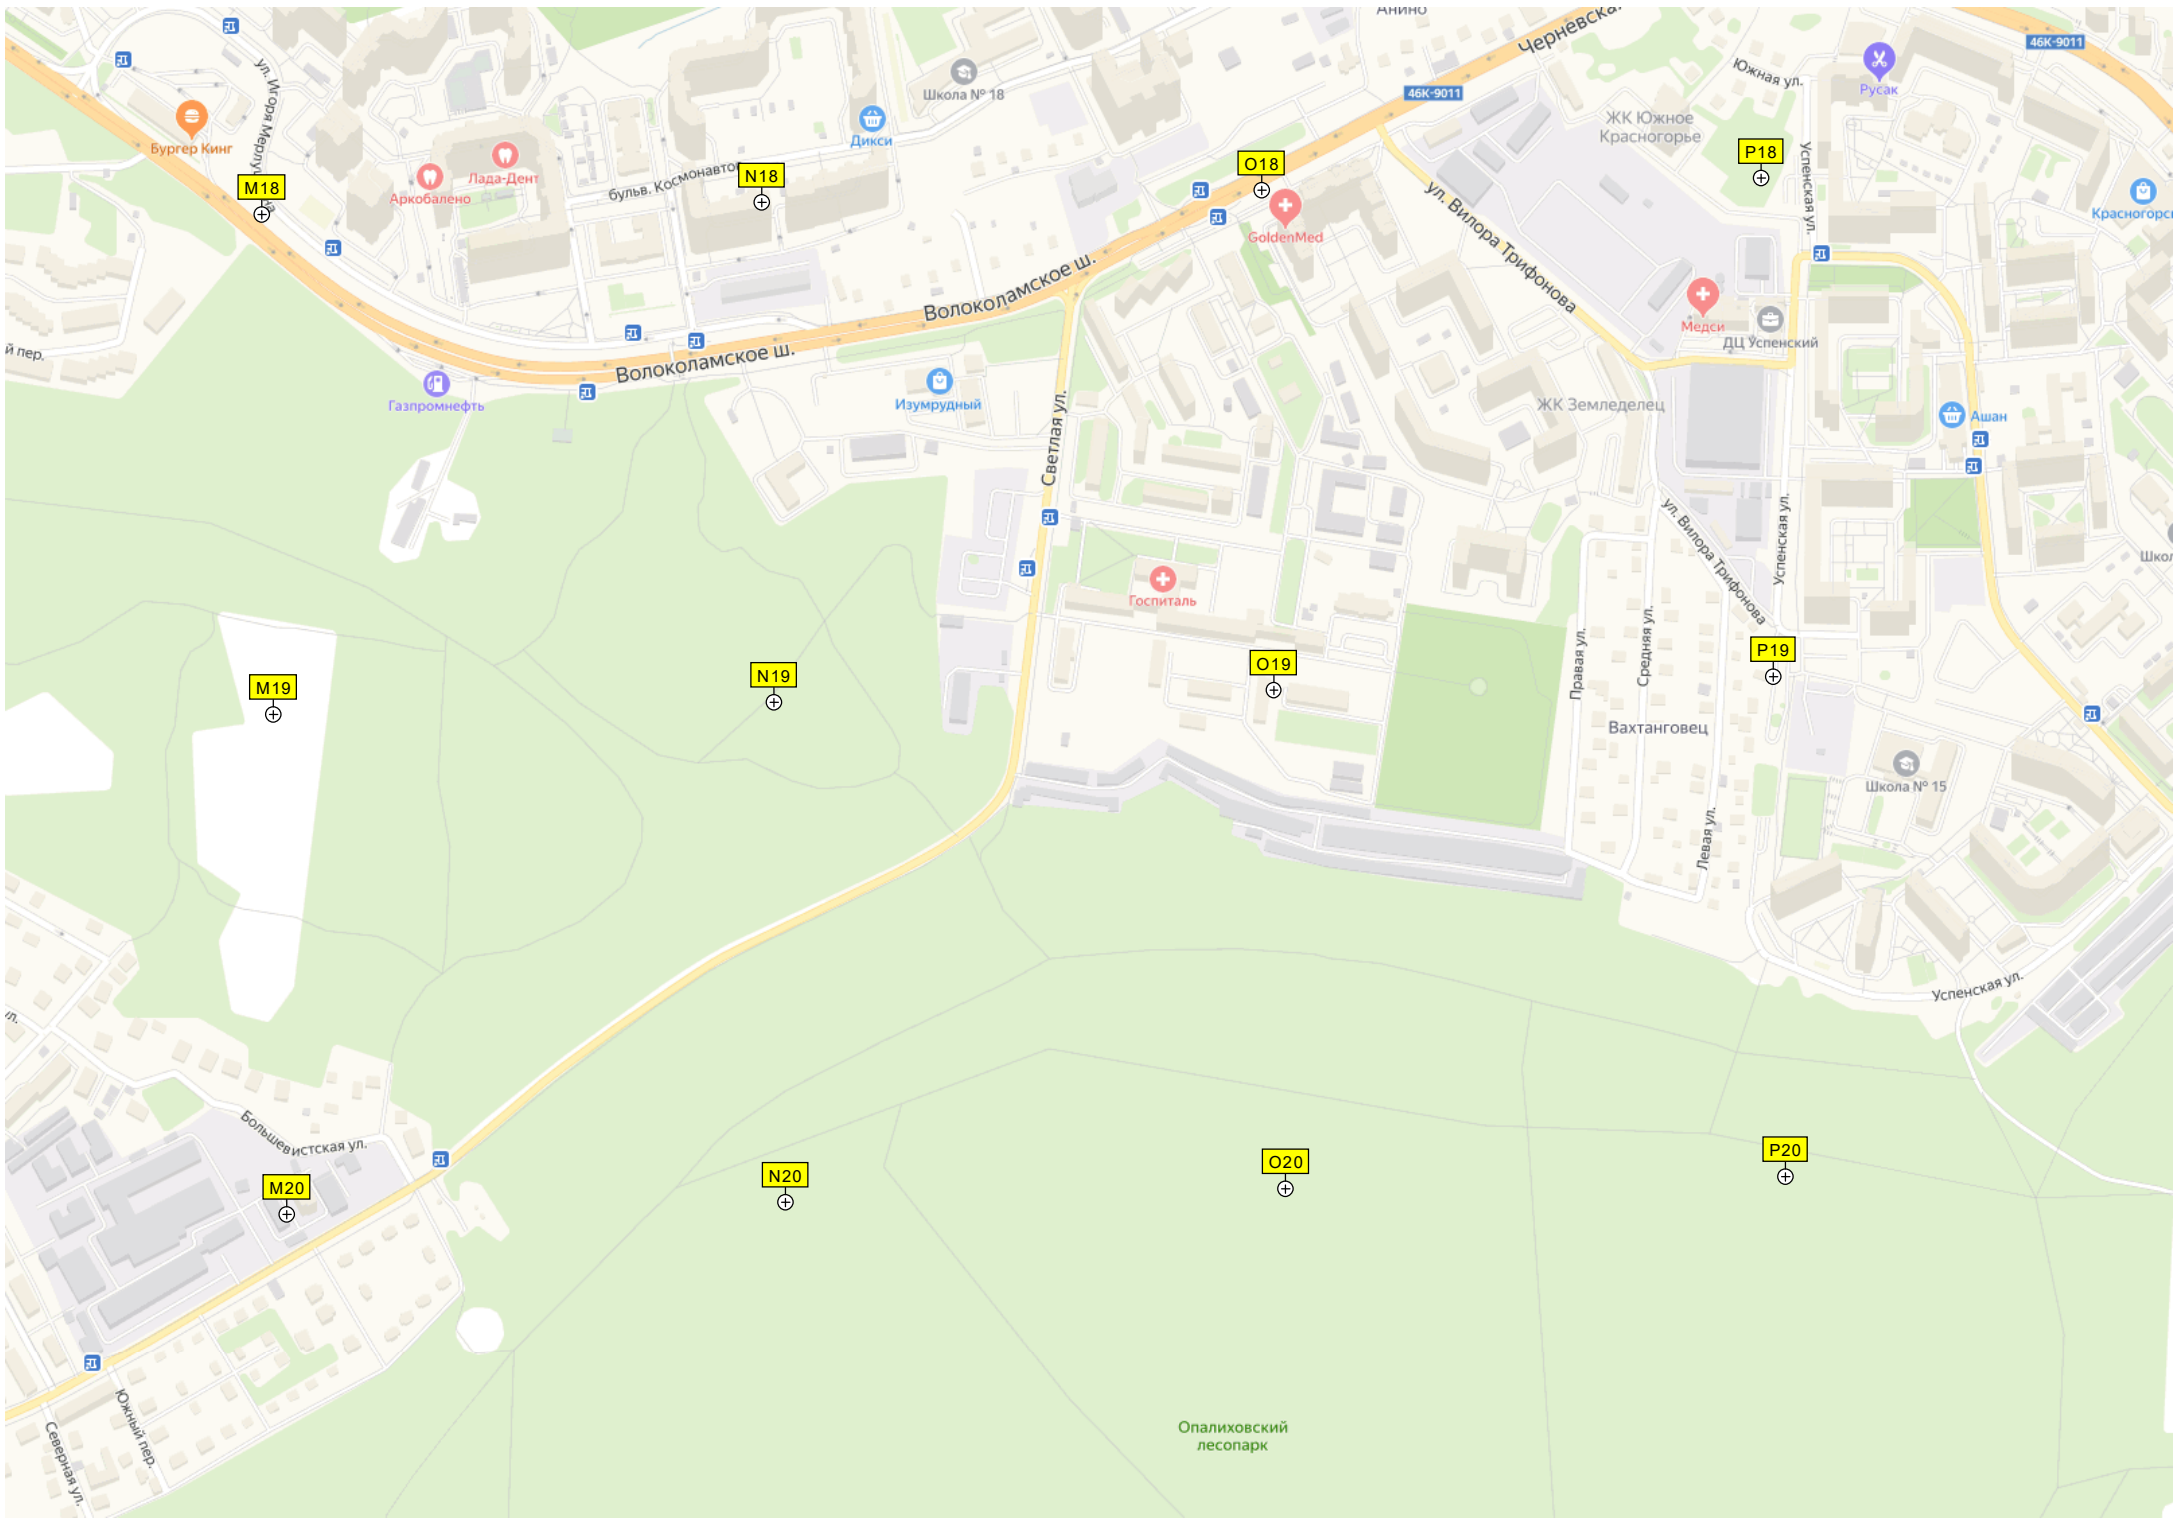 Анино
Черневска
46К-9011
ул. Игоря Мерлушкина
Южная ул.
Русак
Школа № 18
46К-9011
Бургер Кинг
Дикси
ЖК Южное
Красногорье
P18
O18
N18
M18
Лада-Дент
Аркобалено
бульв. Космонавтов
Успенская ул.
Красногорс
GoldenMed
ул. Вилора Трифонова
Волоколамское ш.
Медси
ДЦ Успенский
й пер.
Волоколамское ш.
Газпромнефть
Изумрудный
Светлая ул.
ЖК Земледелец
Ашан
ул. Вилора Трифонова
Успенская ул.
Школ
Госпиталь
Правая ул.
Средняя ул.
P19
O19
N19
M19
Вахтанговец
Школа № 15
Левая ул.
Успенская ул.
ул.
Большевистская ул.
P20
O20
N20
M20
Южный пер.
Северная ул.
Опалиховский
лесопарк